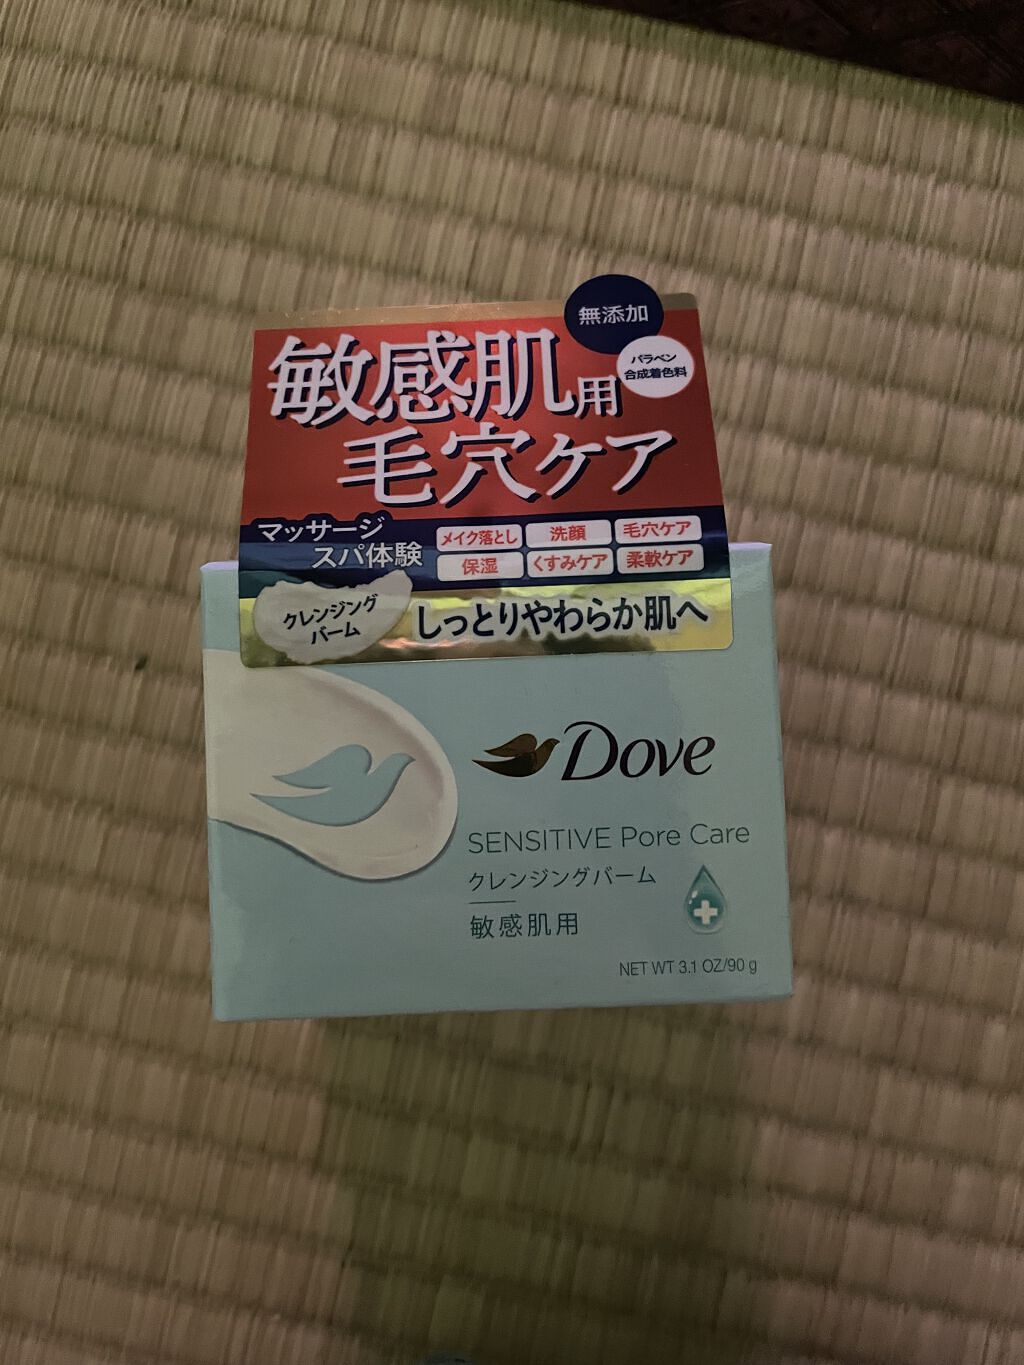 無添加
パラベン
合成着色料
敏感肌用
毛穴ケア
マッサージ
スパ体験
メイク落とし 洗顔 毛穴ケア
保湿 くすみケア 柔軟ケア
クレンジング
バーム
しっとりやわらか肌へ
Dove
SENSITIVE Pore Care
クレンジングバーム
敏感肌用
NET WT 3.1 OZ/90 g